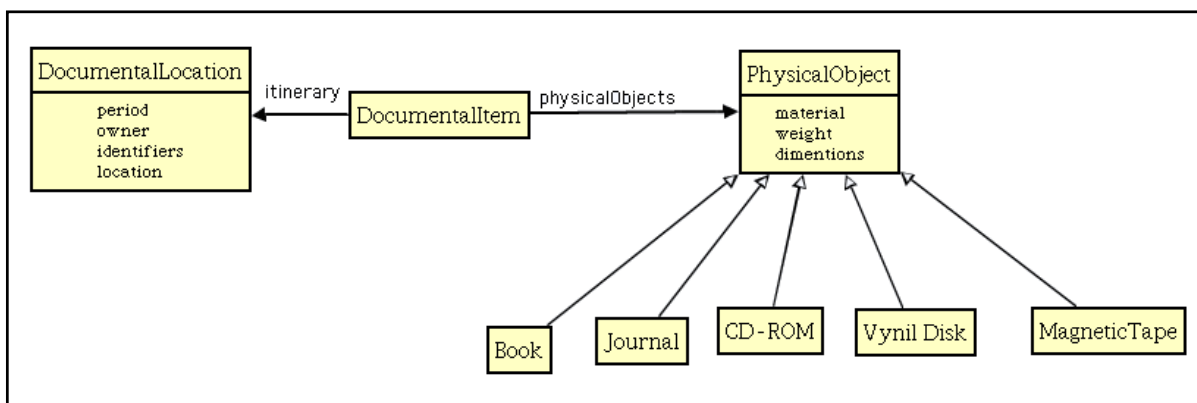 DocumentalLocation
period
owner
identifiers
location
itinerary
DocumentalItem
physicalObjects
PhysicalObject
material
weight
dimentions
Book
Journal
CD-ROM
Vynil Disk
MagneticTape